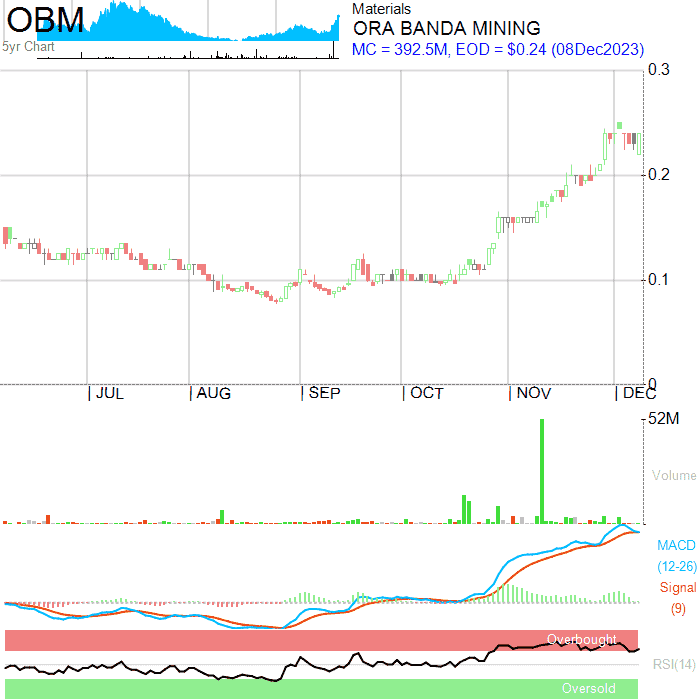 OBM
5yr Chart
Materials
ORA BANDA MINING
MC = 392.5M, EOD = $0.24 (08Dec2023)
0.3
0.2
0.1
0
JUL AUG SEP OCT NOV DEC
52M
Volume
MACD
(12-26)
Signal
(9)
Overbought
RSI(14)
Oversold